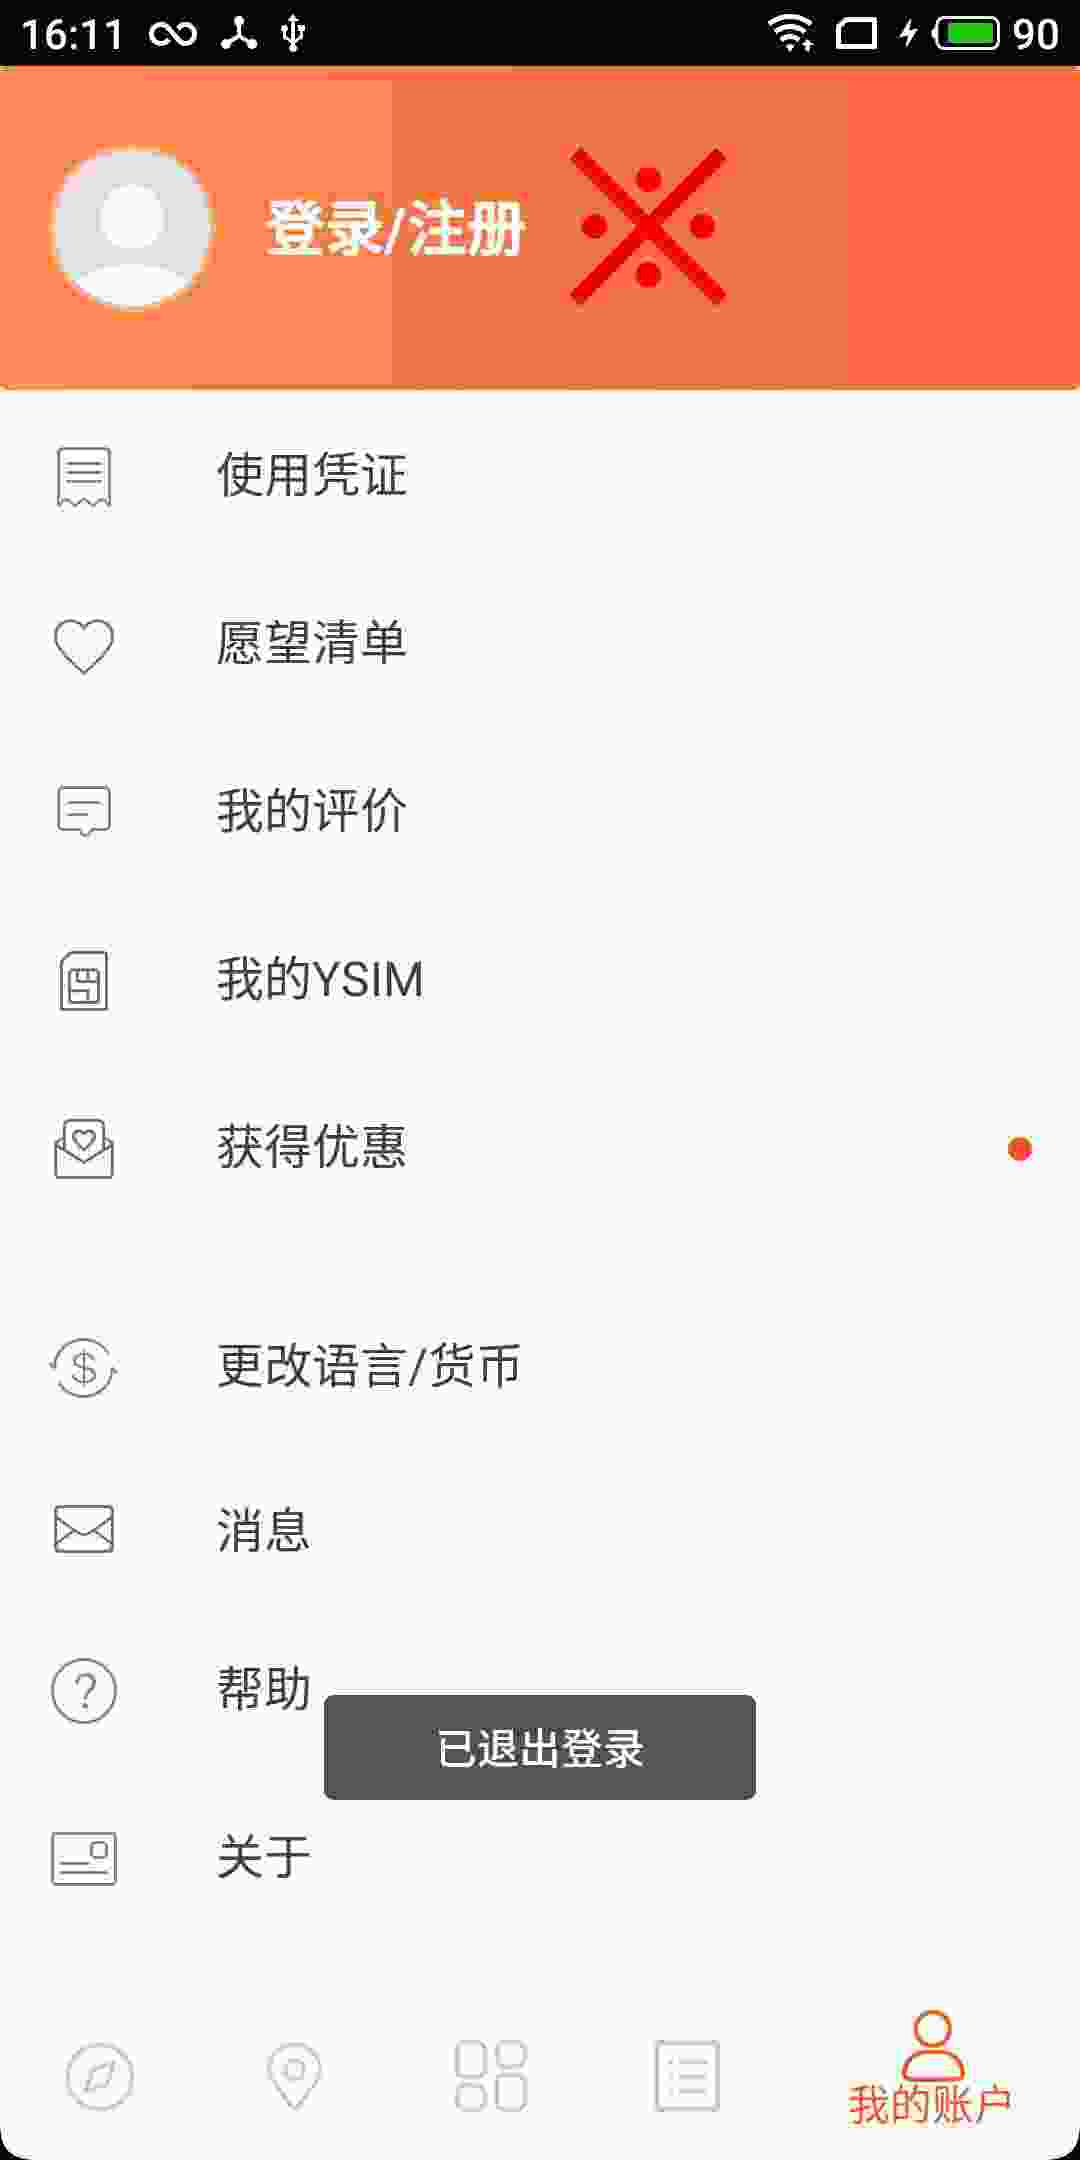 16:11 90
登录/注册
使用凭证
愿望清单
我的评价
我的YSIM
获得优惠
更改语言/货币
消息
帮助
已退出登录
关于
我的账户